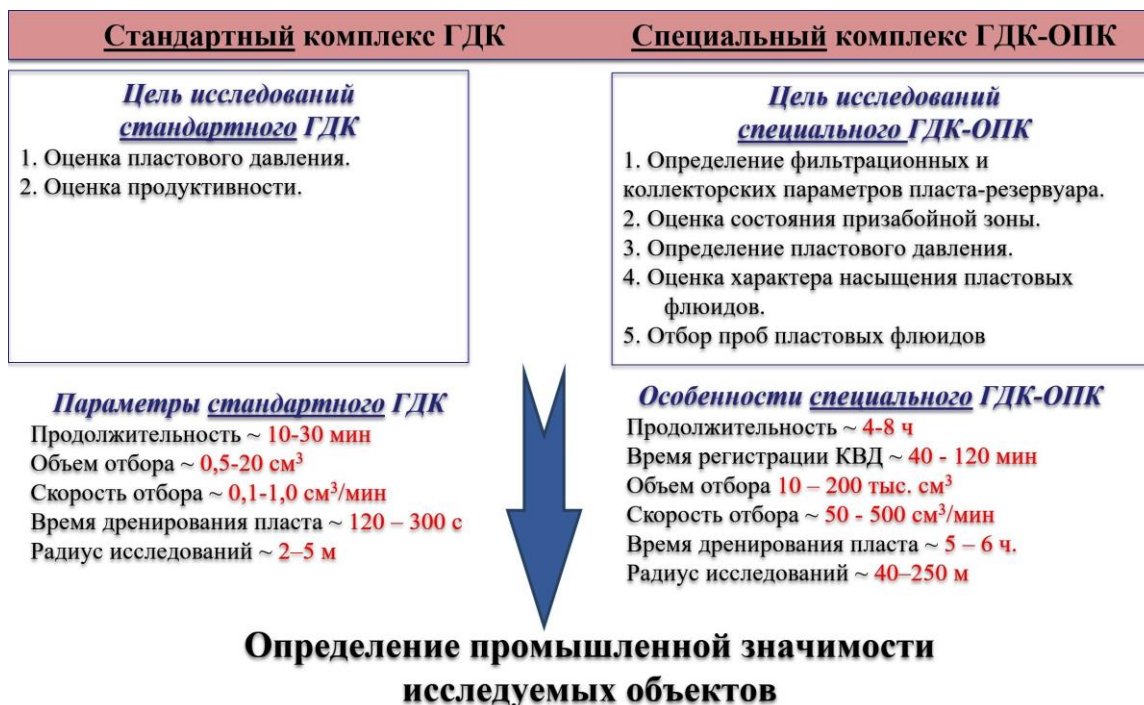 Стандартный комплекс ГДК
Специальный комплекс ГДК-ОПК
Цель исследований
стандартного ГДК
1. Оценка пластового давления.
2. Оценка продуктивности.
Цель исследований
специального ГДК-ОПК
1. Определение фильтрационных и
коллекторских параметров пласта-резервуара.
2. Оценка состояния призабойной зоны.
3. Определение пластового давления.
4. Оценка характера насыщения пластовых
флюидов.
5. Отбор проб пластовых флюидов
Параметры стандартного ГДК
Продолжительность ~ 10-30 мин
Объем отбора ~ 0,5-20 см³
Скорость отбора ~ 0,1-1,0 см³/мин
Время дренирования пласта ~ 120 – 300 с
Радиус исследований ~ 2–5 м
Особенности специального ГДК-ОПК
Продолжительность ~ 4-8 ч
Время регистрации КВД ~ 40 - 120 мин
Объем отбора 10 – 200 тыс. см³
Скорость отбора ~ 50 - 500 см³/мин
Время дренирования пласта ~ 5 – 6 ч.
Радиус исследований ~ 40–250 м
Определение промышленной значимости
исследуемых объектов